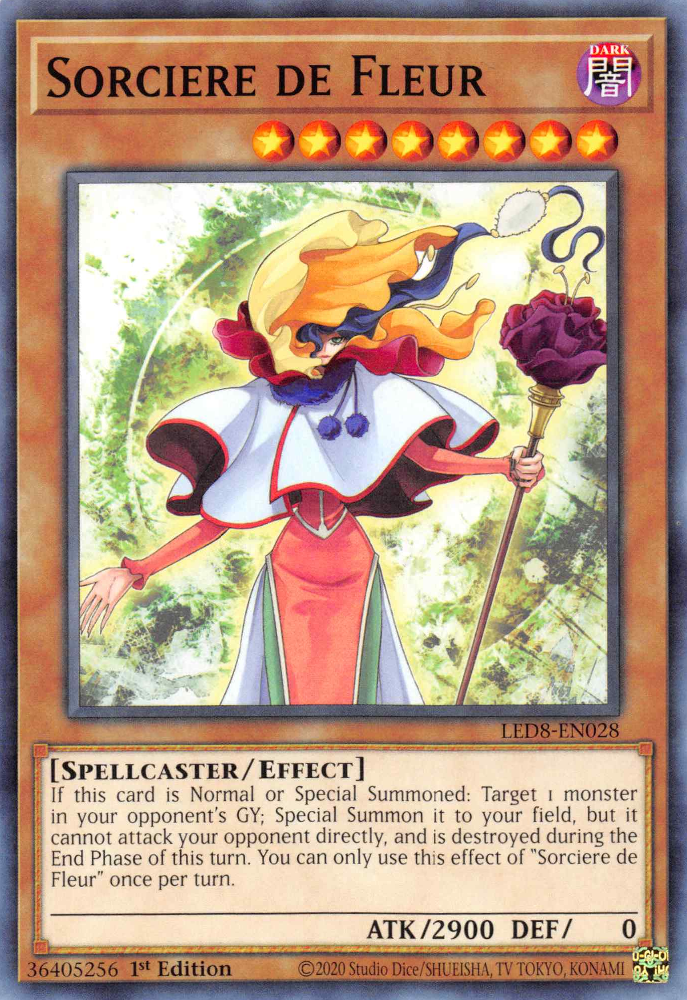 SORCIERE DE FLEUR
DARK
闇
LED8-EN028
[SPELLCASTER/EFFECT]
If this card is Normal or Special Summoned: Target 1 monster
in your opponent's GY; Special Summon it to your field, but it
cannot attack your opponent directly, and is destroyed during the
End Phase of this turn. You can only use this effect of "Sorciere de
Fleur" once per turn.
ATK/2900 DEF/ 0
36405256 1st Edition ©2020 Studio Dice/SHUEISHA, TV TOKYO, KONAMI